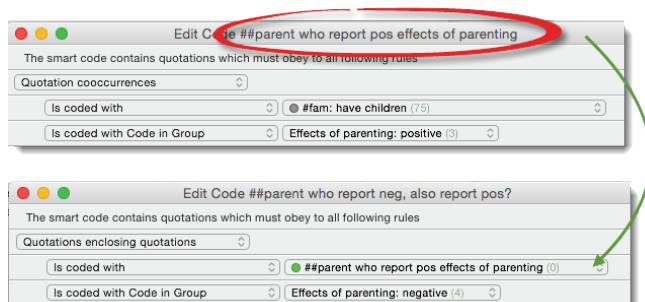 Edit Code ##parent who report pos effects of parenting
The smart code contains quotations which must obey to all following rules
Quotation cooccurrences
Is coded with #fam: have children (75)
Is coded with Code in Group Effects of parenting: positive (3)
Edit Code ##parent who report neg, also report pos?
The smart code contains quotations which must obey to all following rules
Quotations enclosing quotations
Is coded with ##parent who report pos effects of parenting (0)
Is coded with Code in Group Effects of parenting: negative (4)